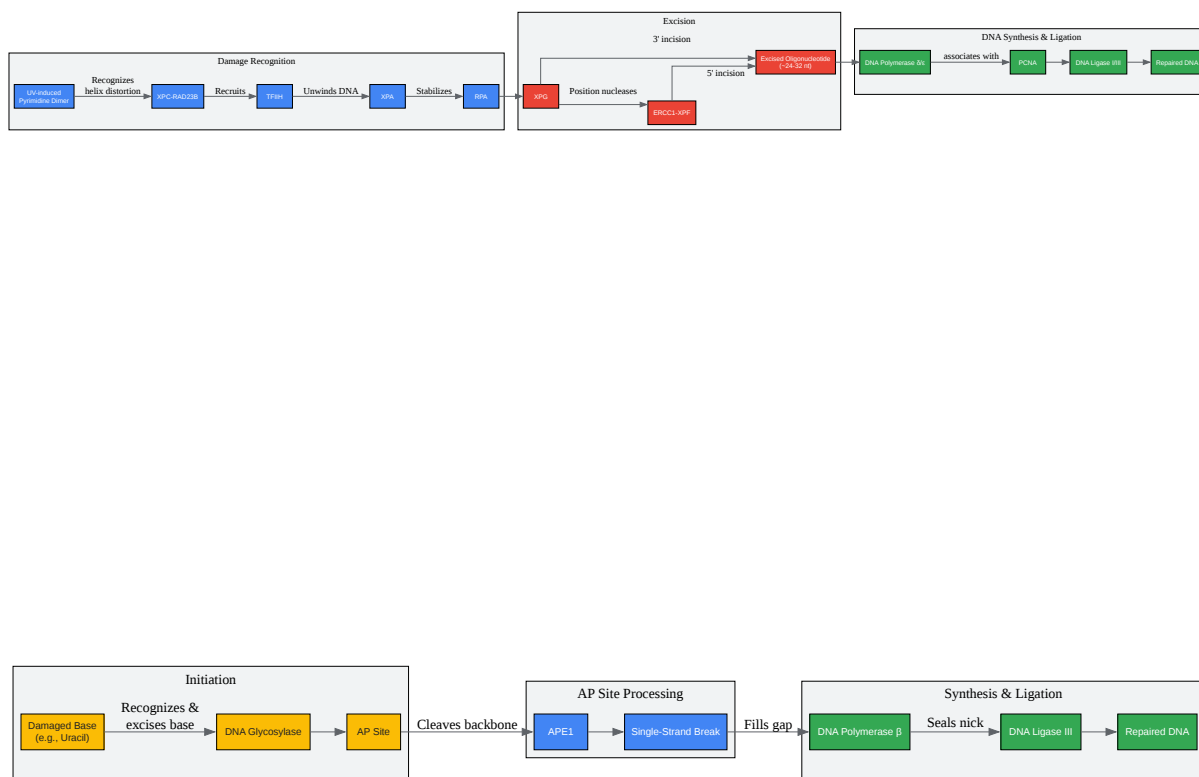 Excision
3' incision
DNA Synthesis & Ligation
Damage Recognition
Excised Oligonucleotide
(~24-32 nt)
DNA Polymerase δ/ε
associates with
PCNA
DNA Ligase I/III
Repaired DNA
5' incision
UV-induced
Pyrimidine Dimer
Recognizes
helix distortion
XPC-RAD23B
Recruits
TFIIH
Unwinds DNA
XPA
Stabilizes
RPA
XPG
Position nucleases
ERCC1-XPF
Initiation
Damaged Base
(e.g., Uracil)
Recognizes &
excises base
DNA Glycosylase
AP Site
Cleaves backbone
AP Site Processing
APE1
Single-Strand Break
Fills gap
Synthesis & Ligation
DNA Polymerase β
Seals nick
DNA Ligase III
Repaired DNA